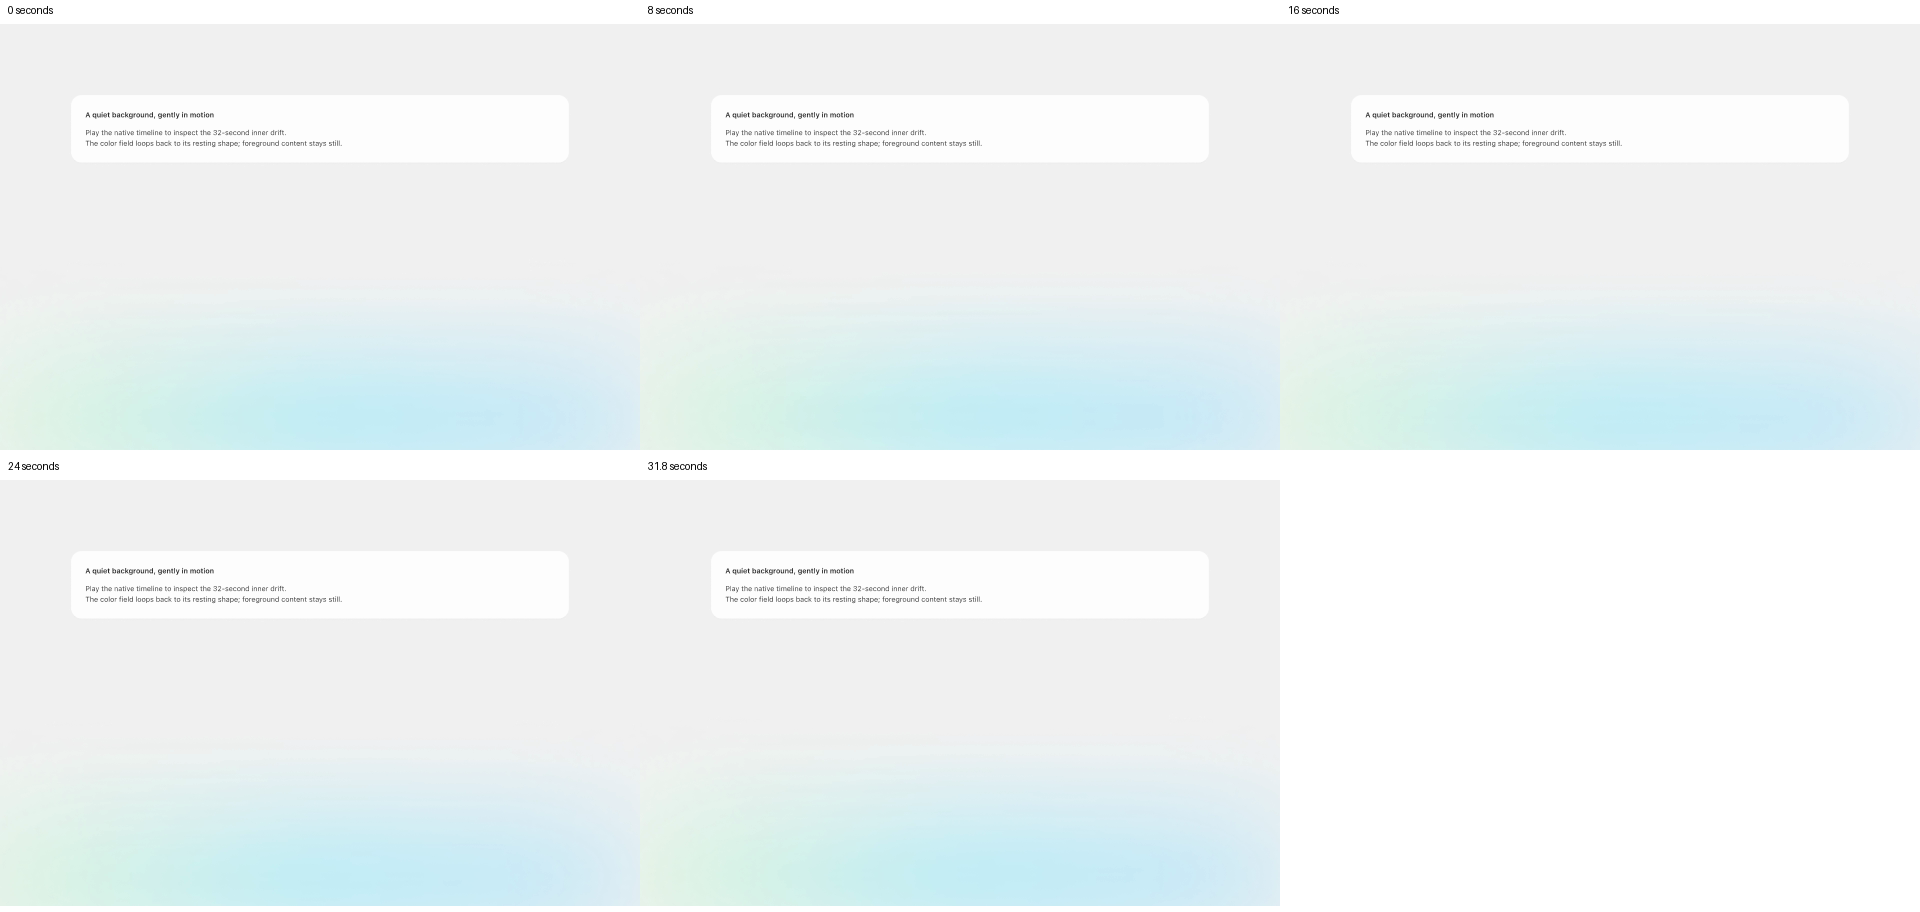 0 seconds
8 seconds
16 seconds
A quiet background, gently in motion
Play the native timeline to inspect the 32-second inner drift.
The color field loops back to its resting shape; foreground content stays still.
A quiet background, gently in motion
Play the native timeline to inspect the 32-second inner drift.
The color field loops back to its resting shape; foreground content stays still.
A quiet background, gently in motion
Play the native timeline to inspect the 32-second inner drift.
The color field loops back to its resting shape; foreground content stays still.
24 seconds
31.8 seconds
A quiet background, gently in motion
Play the native timeline to inspect the 32-second inner drift.
The color field loops back to its resting shape; foreground content stays still.
A quiet background, gently in motion
Play the native timeline to inspect the 32-second inner drift.
The color field loops back to its resting shape; foreground content stays still.